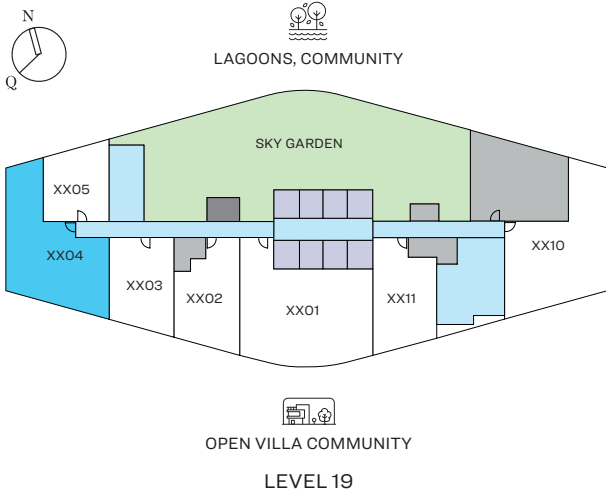 N
Q
LAGOONS, COMMUNITY
SKY GARDEN
XX05
XX04
XX03
XX02
XX01
XX11
XX10
OPEN VILLA COMMUNITY
LEVEL 19